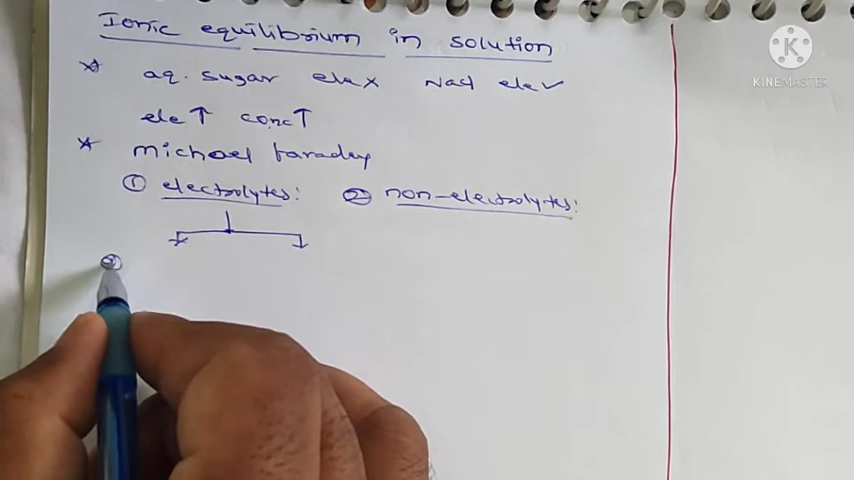 Ionic equilibrium in solution
K
KINEMASTER
* aq. sugar ele x Nacl ele ✓
ele ↑ conc ↑
* michael faraday
① electrolytes: ② non-electrolytes: